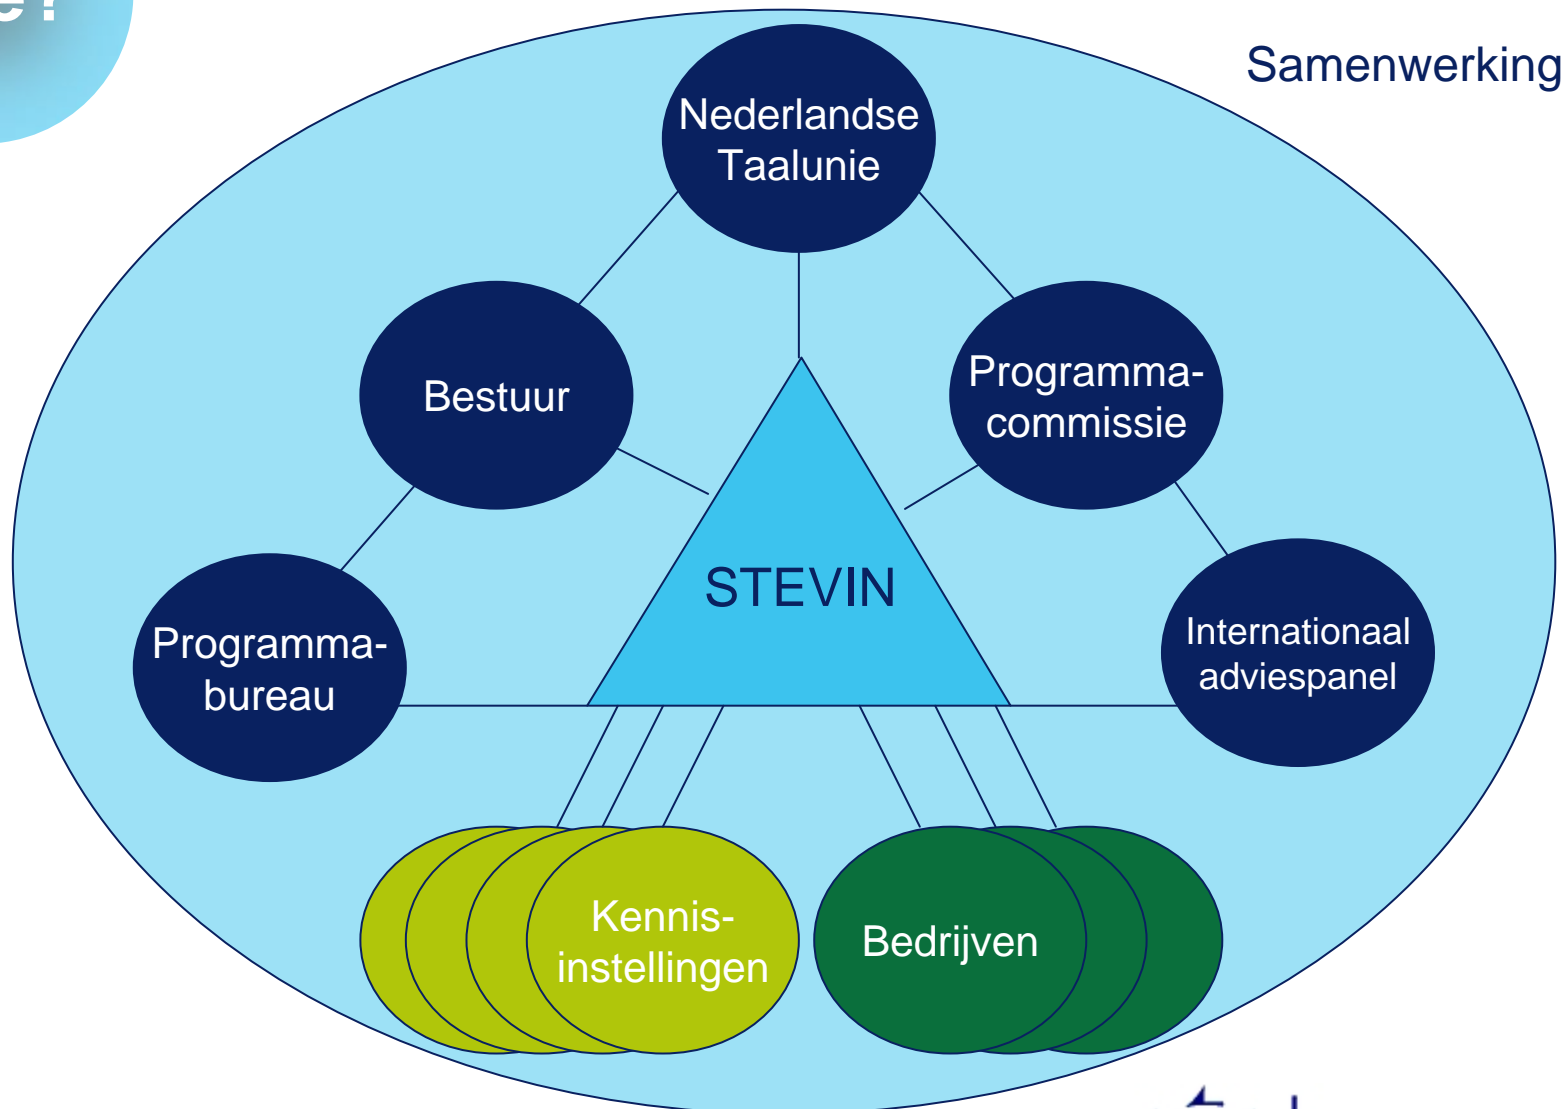 e?
Samenwerking
Nederlandse
Taalunie
Bestuur
Programma-
commissie
STEVIN
Programma-
bureau
Internationaal
adviespanel
Kennis-
instellingen
Bedrijven